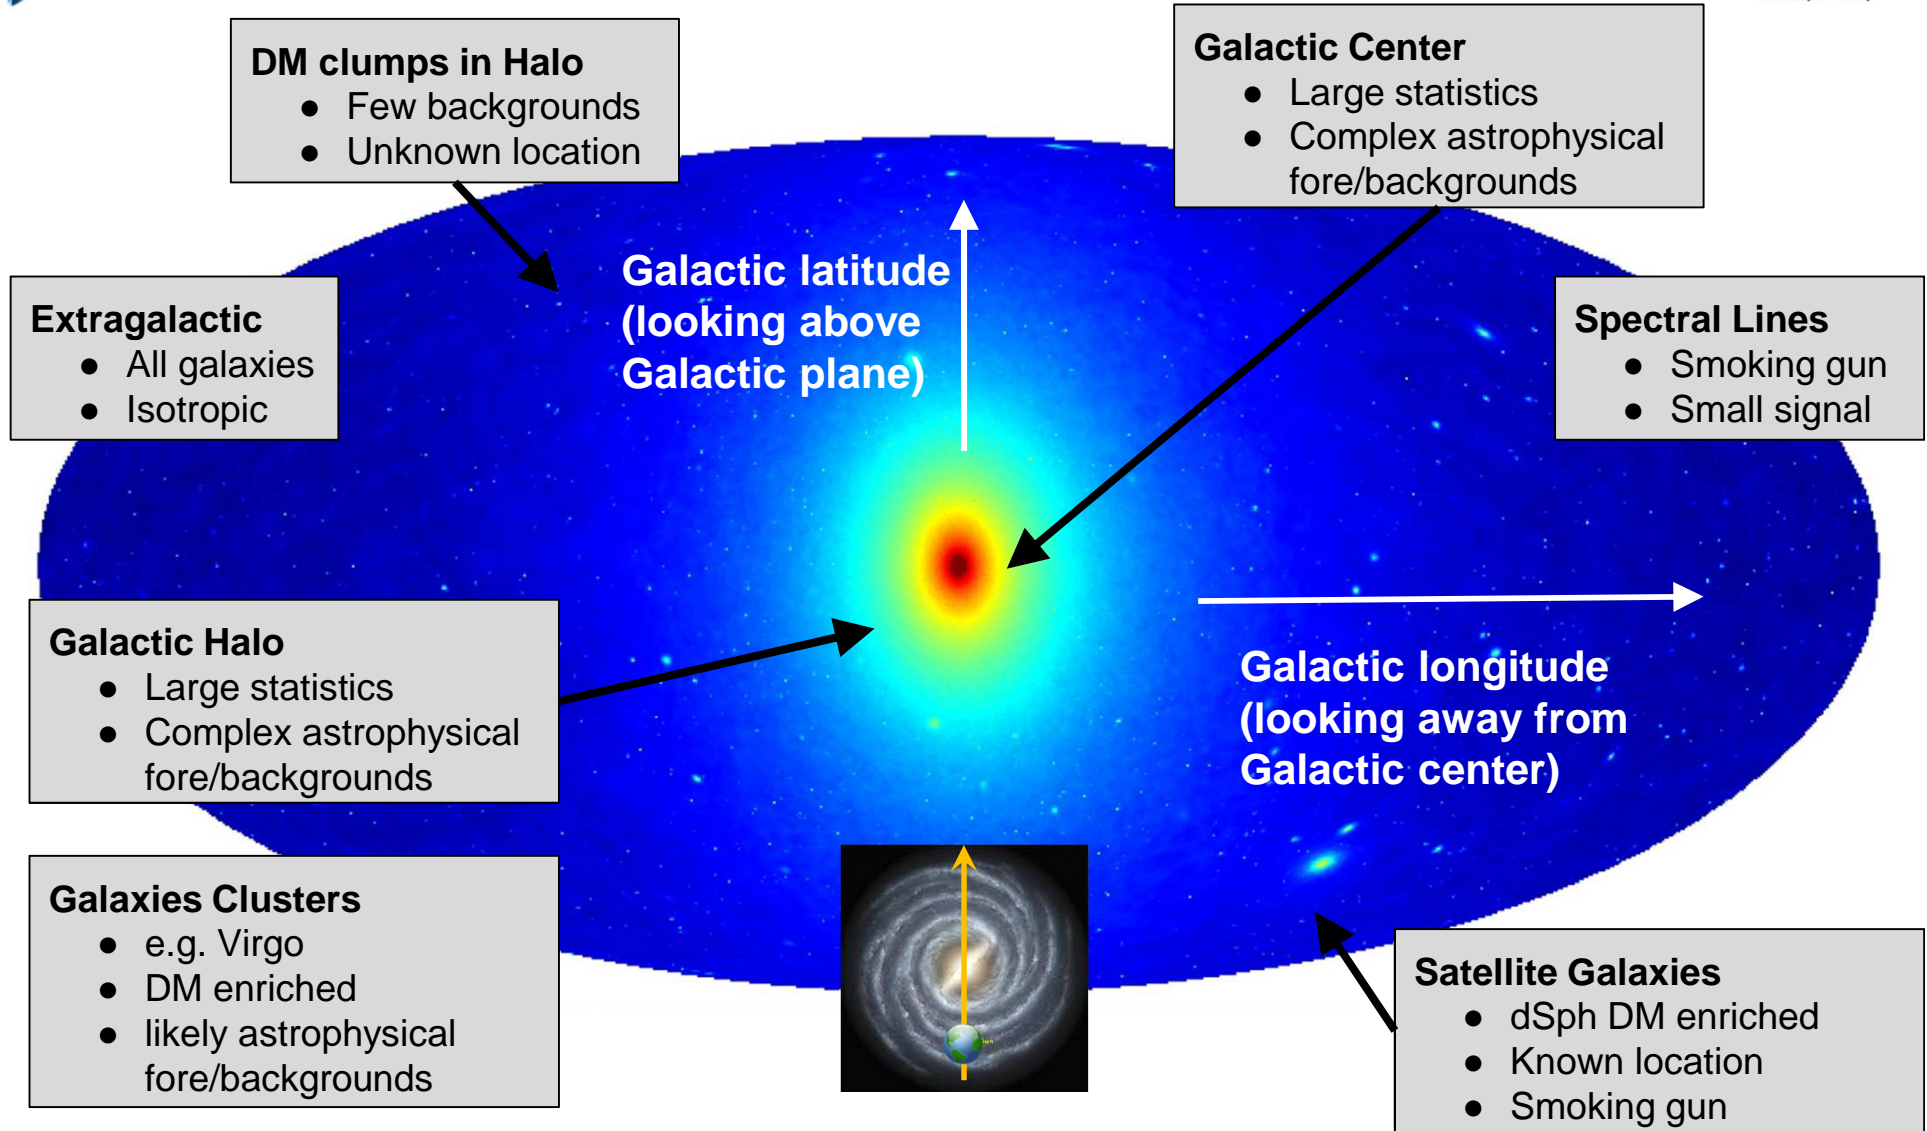 DM clumps in Halo
● Few backgrounds
● Unknown location
Galactic Center
● Large statistics
● Complex astrophysical
fore/backgrounds
Galactic latitude
(looking above
Galactic plane)
Extragalactic
● All galaxies
● Isotropic
Spectral Lines
● Smoking gun
● Small signal
Galactic Halo
● Large statistics
● Complex astrophysical
fore/backgrounds
Galactic longitude
(looking away from
Galactic center)
Galaxies Clusters
● e.g. Virgo
● DM enriched
● likely astrophysical
fore/backgrounds
Satellite Galaxies
● dSph DM enriched
● Known location
● Smoking gun